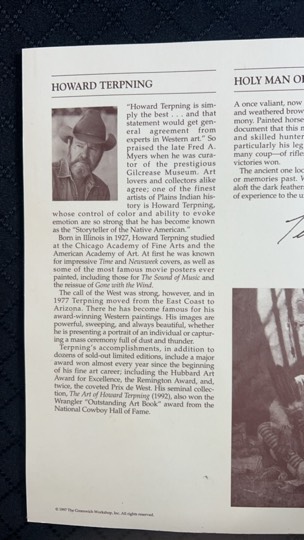 HOWARD TERPNING
"Howard Terpning is sim-
ply the best . . . and that
statement would get gen-
eral agreement from
experts in Western art." So
praised the late Fred A.
Myers when he was cura-
tor of the prestigious
Gilcrease Museum. Art
lovers and collectors alike
agree; one of the finest
artists of Plains Indian his-
tory is Howard Terpning,
whose control of color and ability to evoke
emotion are so strong that he has become known
as the "Storyteller of the Native American."
Born in Illinois in 1927, Howard Terpning studied
at the Chicago Academy of Fine Arts and the
American Academy of Art. At first he was known
for impressive Time and Newsweek covers, as well as
some of the most famous movie posters ever
painted, including those for The Sound of Music and
the reissue of Gone with the Wind.
The call of the West was strong, however, and in
1977 Terpning moved from the East Coast to
Arizona. There he has become famous for his
award-winning Western paintings. His images are
powerful, sweeping, and always beautiful, whether
he is presenting a portrait of an individual or captur-
ing a mass ceremony full of dust and thunder.
Terpning's accomplishments, in addition to
dozens of sold-out limited editions, include a major
award won almost every year since the beginning
of his fine art career; including the Hubbard Art
Award for Excellence, the Remington Award, and,
twice, the coveted Prix de West. His seminal collec-
tion, The Art of Howard Terpning (1992), also won the
Wrangler "Outstanding Art Book" award from the
National Cowboy Hall of Fame.
© 1997 The Greenwich Workshop, Inc. All rights reserved.
HOLY MAN O
A once valiant, now
and weathered brow
mony. Painted horse
document that this m
and skilled hunter
particularly his leg
many coup—of rifle
victories won.
The ancient one loo
or memories past. W
aloft the dark feather
of experience to the u